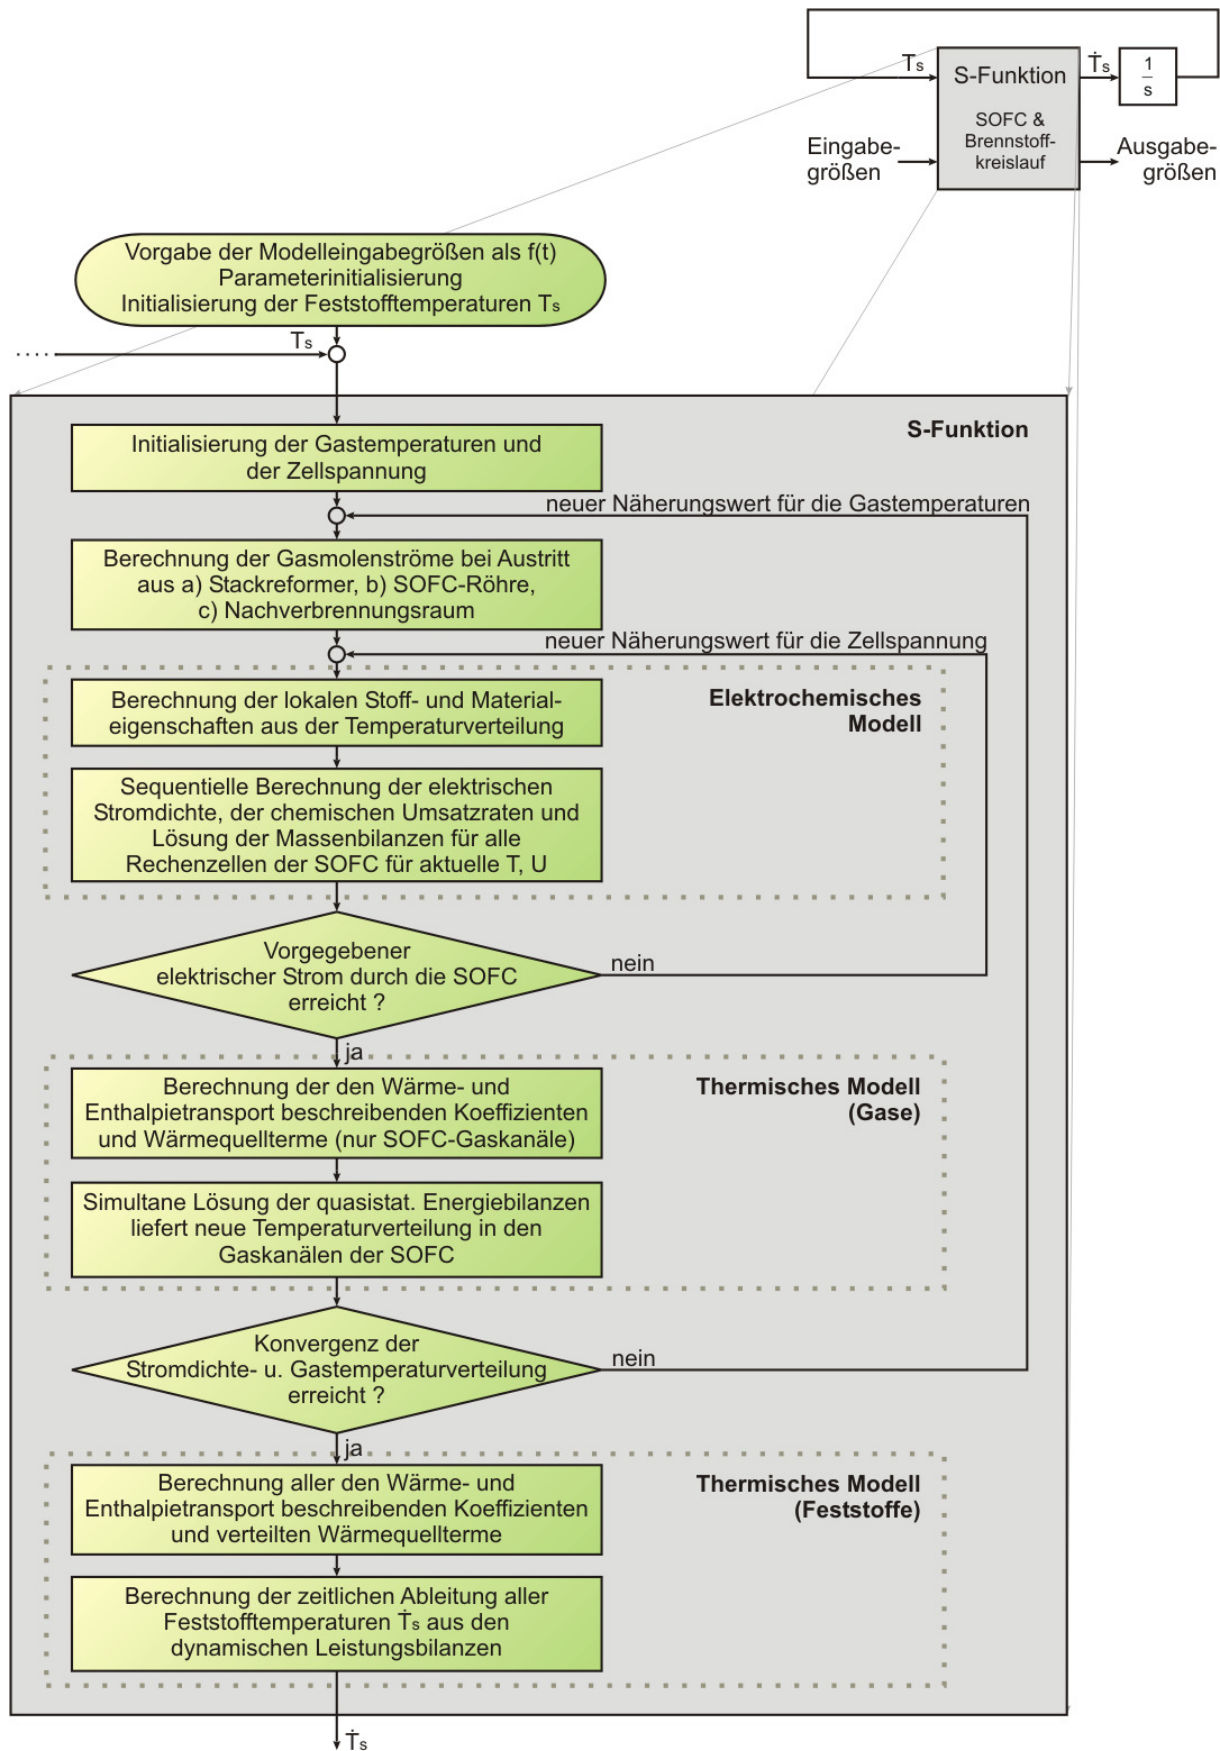 Ts
S-Funktion
Ṫs
1
s
SOFC &
Brennstoff-
kreislauf
Eingabe-
größen
Ausgabe-
größen
Vorgabe der Modelleingabegrößen als f(t)
Parameterinitialisierung
Initialisierung der Feststofftemperaturen Ts
Ts
S-Funktion
Initialisierung der Gastemperaturen und
der Zellspannung
neuer Näherungswert für die Gastemperaturen
Berechnung der Gasmolenströme bei Austritt
aus a) Stackreformer, b) SOFC-Röhre,
c) Nachverbrennungsraum
neuer Näherungswert für die Zellspannung
Elektrochemisches
Modell
Berechnung der lokalen Stoff- und Material-
eigenschaften aus der Temperaturverteilung
Sequentielle Berechnung der elektrischen
Stromdichte, der chemischen Umsatzraten und
Lösung der Massenbilanzen für alle
Rechenzellen der SOFC für aktuelle T, U
Vorgegebener
elektrischer Strom durch die SOFC
erreicht ?
nein
ja
Thermisches Modell
(Gase)
Berechnung der den Wärme- und
Enthalpietransport beschreibenden Koeffizienten
und Wärmequellterme (nur SOFC-Gaskanäle)
Simultane Lösung der quasistat. Energiebilanzen
liefert neue Temperaturverteilung in den
Gaskanälen der SOFC
Konvergenz der
Stromdichte- u. Gastemperaturverteilung
erreicht ?
nein
ja
Thermisches Modell
(Feststoffe)
Berechnung aller den Wärme- und
Enthalpietransport beschreibenden Koeffizienten
und verteilten Wärmequellterme
Berechnung der zeitlichen Ableitung aller
Feststofftemperaturen Ṫs aus den
dynamischen Leistungsbilanzen
Ṫs